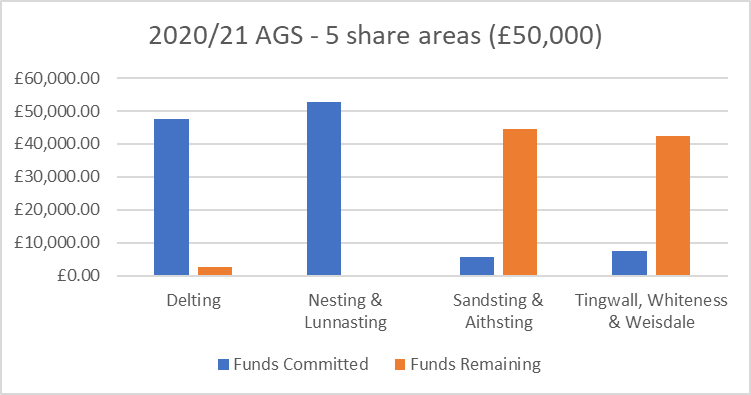 2020/21 AGS - 5 share areas (£50,000)
£60,000.00
£50,000.00
£40,000.00
£30,000.00
£20,000.00
£10,000.00
£0.00
Delting
Nesting &
Lunnasting
Sandsting &
Aithsting
Tingwall, Whiteness
& Weisdale
Funds Committed
Funds Remaining